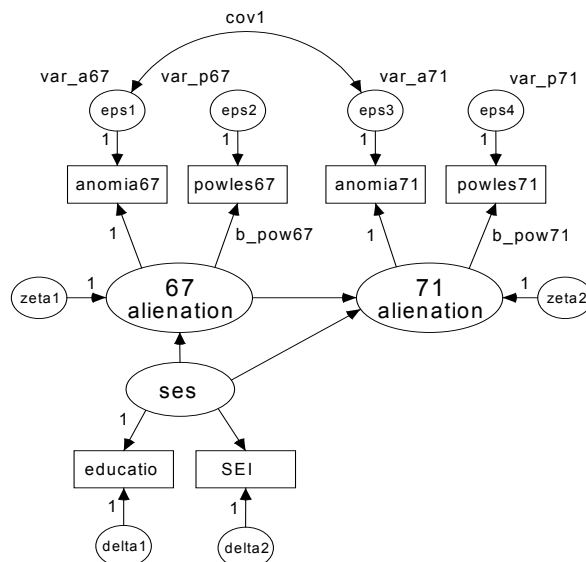 cov1
var_a67
var_p67
var_a71
var_p71
eps1
eps2
eps3
eps4
1
1
1
1
anomia67
powles67
anomia71
powles71
1
b_pow67
1
b_pow71
zeta1
1
67
alienation
71
alienation
1
zeta2
ses
1
educatio
SEI
1
1
delta1
delta2